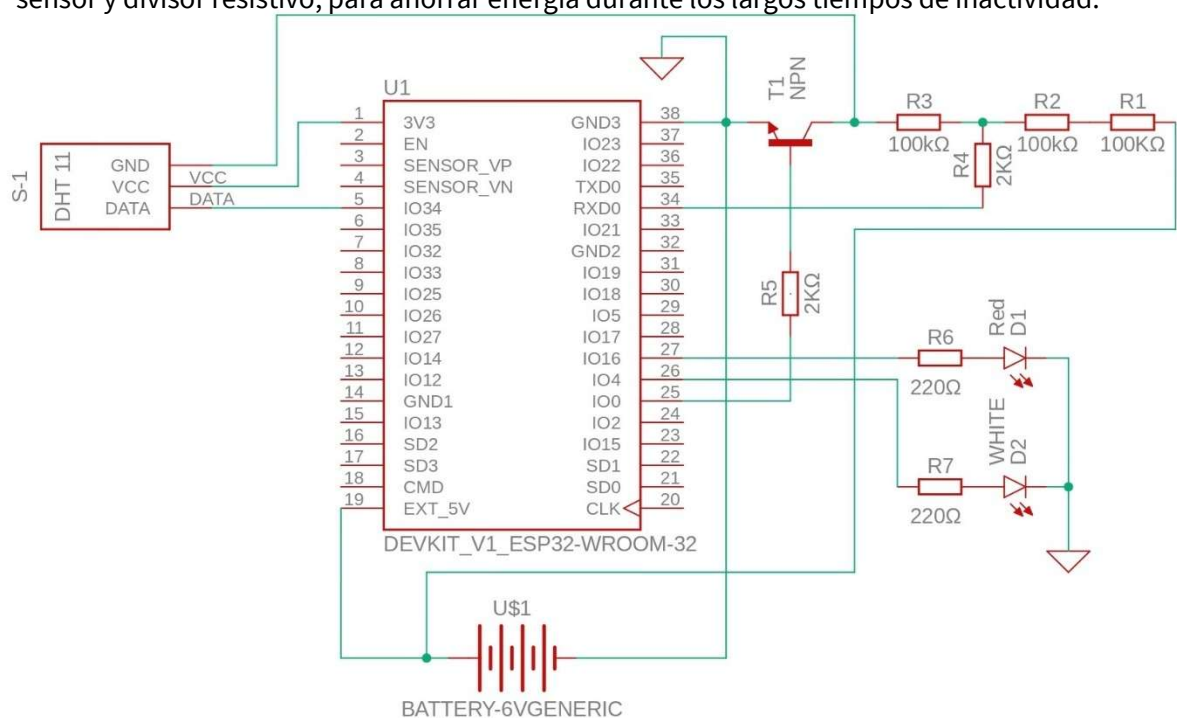 sensor y divisor resistivo, para ahorrar energía durante los largos tiempos de inactividad.
S-1
DHT 11
GND
VCC
DATA
VCC
DATA
U1
1 3V3 GND3 38
2 EN IO23 37
3 SENSOR_VP IO22 36
4 SENSOR_VN TXD0 35
5 IO34 RXD0 34
6 IO35 IO21 33
7 IO32 GND2 32
8 IO33 IO19 31
9 IO25 IO18 30
10 IO26 IO5 29
11 IO27 IO17 28
12 IO14 IO16 27
13 IO12 IO4 26
14 GND1 IO0 25
15 IO13 IO2 24
16 SD2 IO15 23
17 SD3 SD1 22
18 CMD SD0 21
19 EXT_5V CLK 20
DEVKIT_V1_ESP32-WROOM-32
T1
NPN
R3
100kΩ
R2
100kΩ
R1
100KΩ
R4
2KΩ
R5
2KΩ
R6
220Ω
Red
D1
R7
220Ω
WHITE
D2
U$1
BATTERY-6VGENERIC